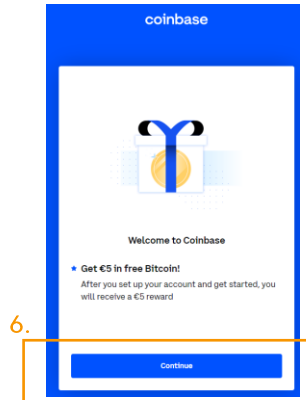 coinbase
Welcome to Coinbase
★ Get €5 in free Bitcoin!
After you set up your account and get started, you
will receive a €5 reward
6.
Continue